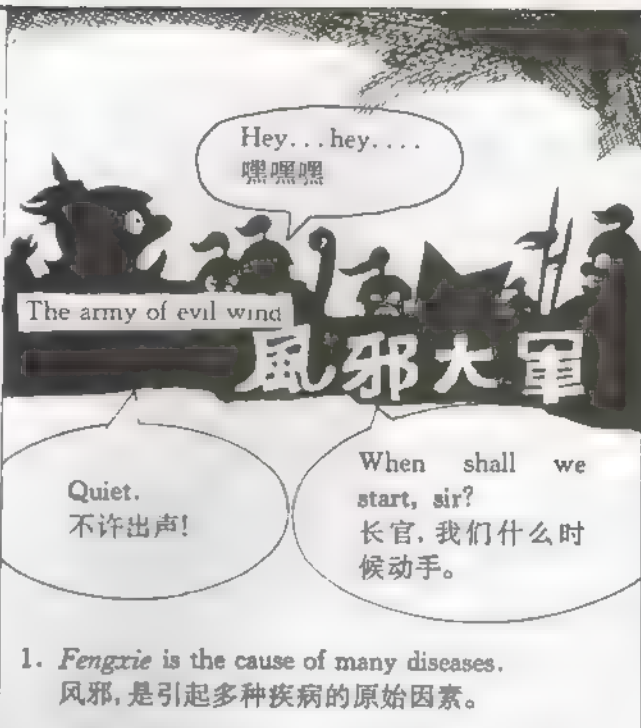 Hey...hey....
嘿嘿嘿
The army of evil wind
風邪大軍
Quiet.
不许出声!
When shall we
start, sir?
长官,我们什么时
候动手。
1. Fengxie is the cause of many diseases.
风邪,是引起多种疾病的原始因素。